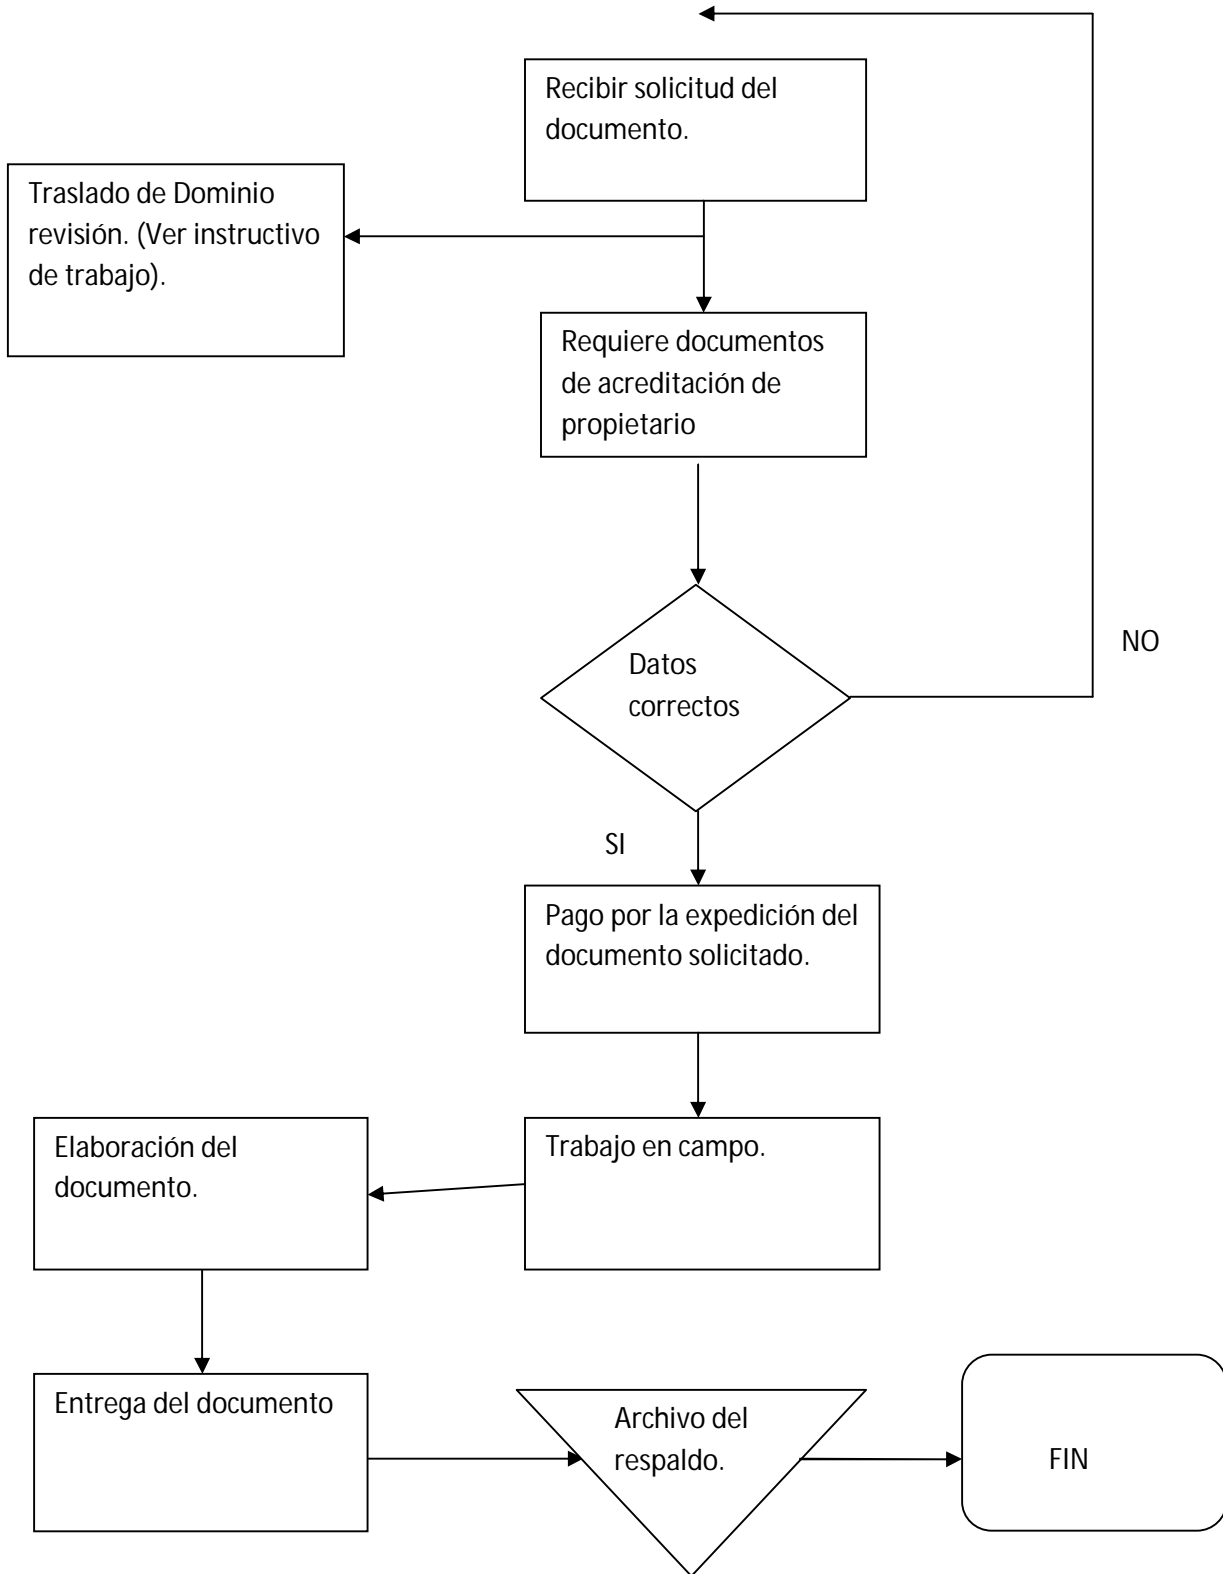 Recibir solicitud del
documento.
Traslado de Dominio
revisión. (Ver instructivo
de trabajo).
Requiere documentos
de acreditación de
propietario
Datos
correctos
NO
SI
Pago por la expedición del
documento solicitado.
Trabajo en campo.
Elaboración del
documento.
Entrega del documento
Archivo del
respaldo.
FIN